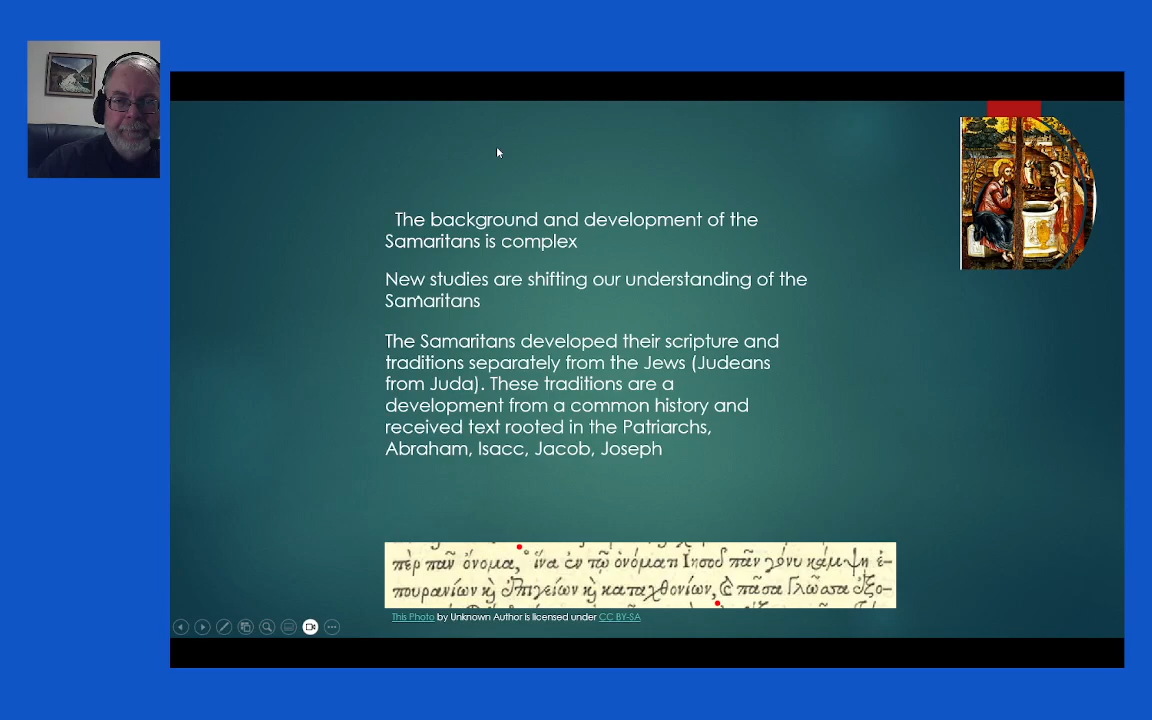 The background and development of the
Samaritans is complex
New studies are shifting our understanding of the
Samaritans
The Samaritans developed their scripture and
traditions separately from the Jews (Judeans
from Juda). These traditions are a
development from a common history and
received text rooted in the Patriarchs,
Abraham, Isacc, Jacob, Joseph
πὲρ πᾶν ὄνομα, ἵνα ἐν τῷ ὀνόματι Ἰησοῦ πᾶν γόνυ κάμψῃ ἐ-
πουρανίων κὴ ἐπιγείων κὴ καταχθονίων, πᾶσα γλῶσσα ἐξο-
This Photo by Unknown Author is licensed under CC BY-SA